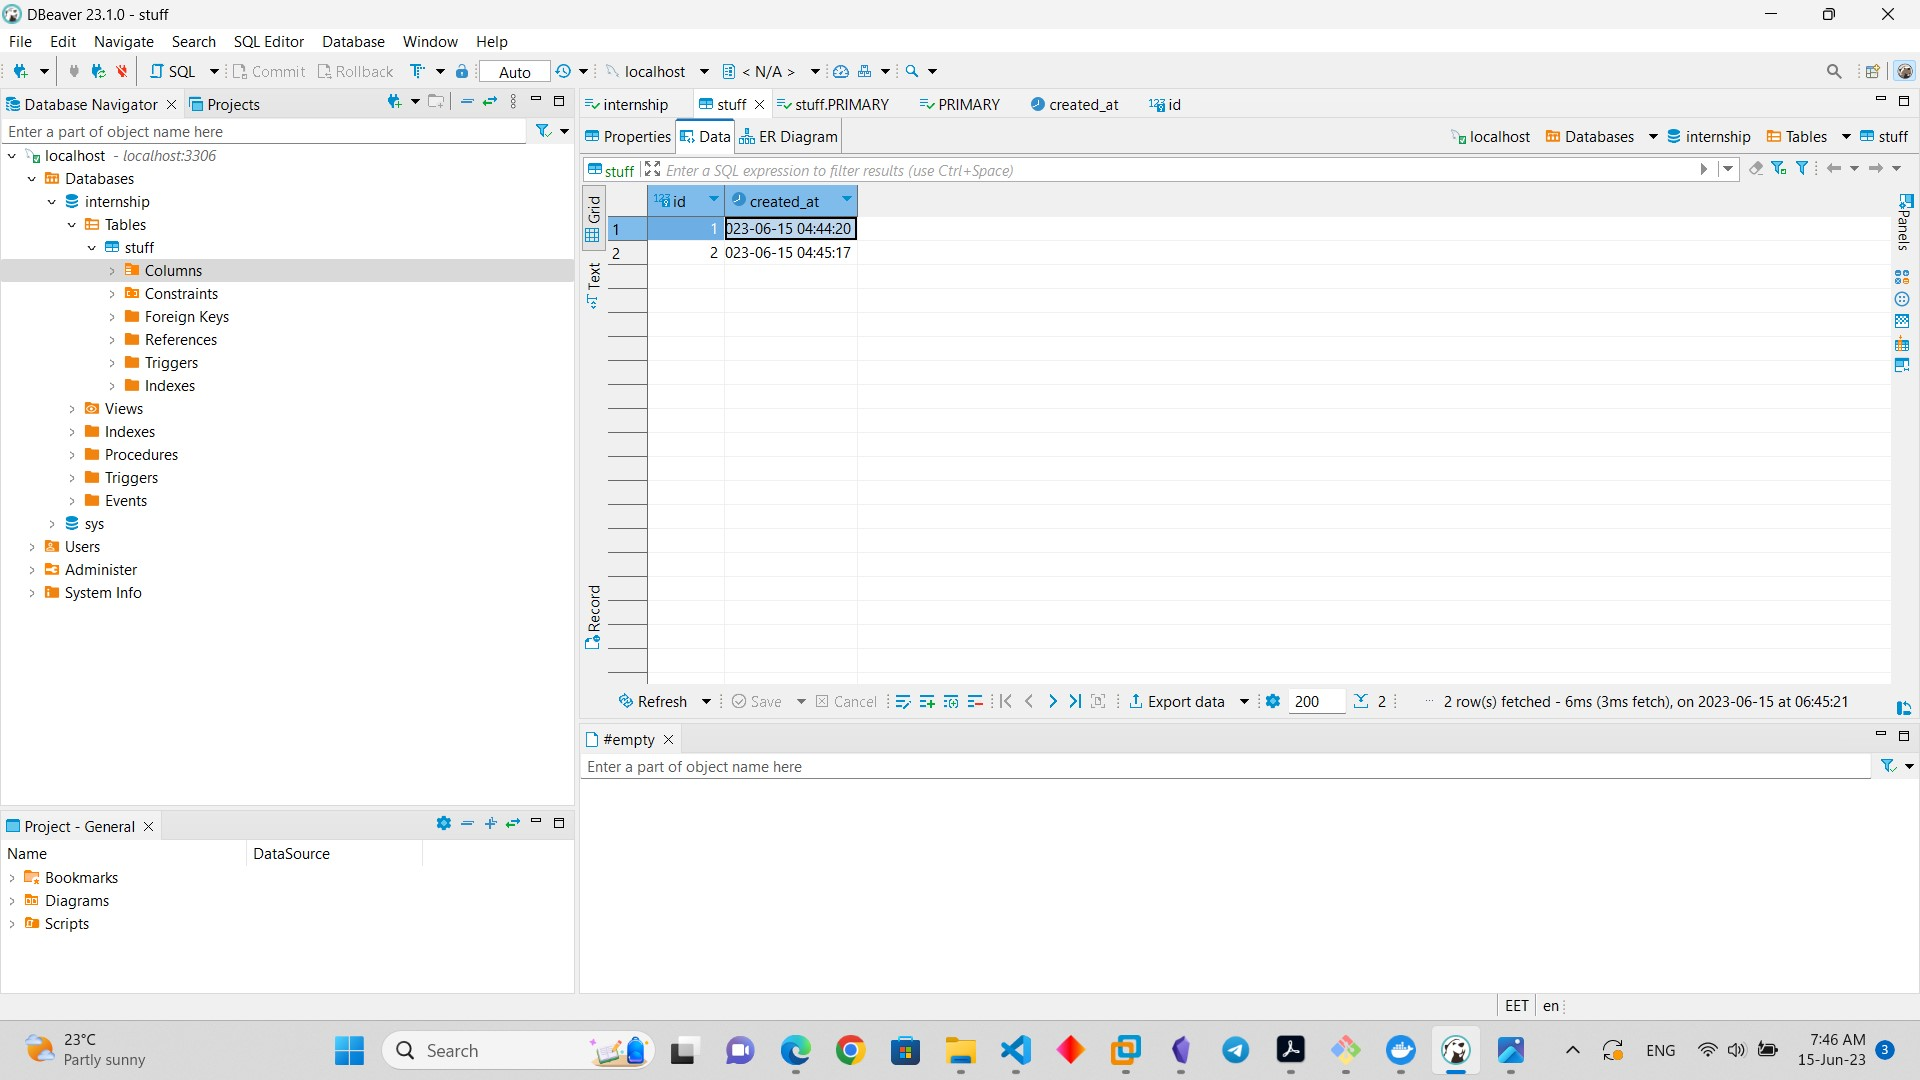 DBeaver 23.1.0 - stuff
File Edit Navigate Search SQL Editor Database Window Help
SQL Commit Rollback Auto localhost < N/A >
Database Navigator Projects
Enter a part of object name here
localhost - localhost:3306
Databases
internship
Tables
stuff
Columns
Constraints
Foreign Keys
References
Triggers
Indexes
Views
Indexes
Procedures
Triggers
Events
sys
Users
Administer
System Info
Project - General
Name DataSource
Bookmarks
Diagrams
Scripts
internship stuff stuff.PRIMARY PRIMARY created_at 123 id
Properties Data ER Diagram localhost Databases internship Tables stuff
stuff Enter a SQL expression to filter results (use Ctrl+Space)
Grid
Text
Record
123 id created_at
1 1 023-06-15 04:44:20
2 2 023-06-15 04:45:17
Panels
Refresh Save Cancel Export data 200 2 2 row(s) fetched - 6ms (3ms fetch), on 2023-06-15 at 06:45:21
#empty
Enter a part of object name here
EET en
23°C
Partly sunny
Search
ENG
7:46 AM
15-Jun-23
3